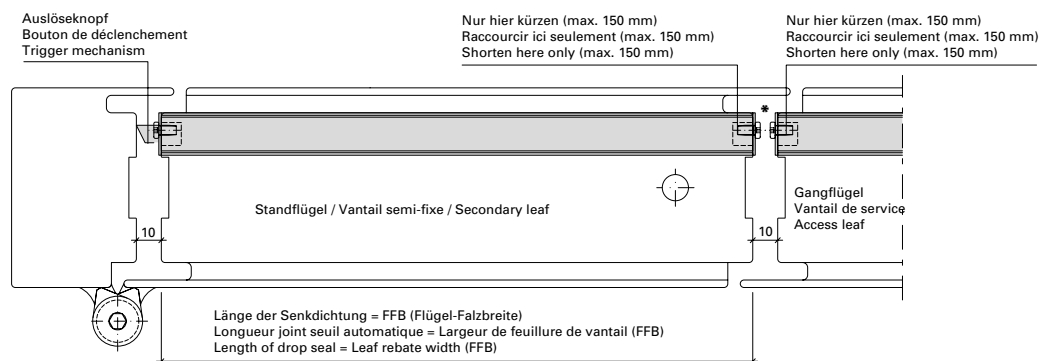 Auslöseknopf
Bouton de déclenchement
Trigger mechanism
Nur hier kürzen (max. 150 mm)
Raccourcir ici seulement (max. 150 mm)
Shorten here only (max. 150 mm)
Nur hier kürzen (max. 150 mm)
Raccourcir ici seulement (max. 150 mm)
Shorten here only (max. 150 mm)
*
Standflügel / Vantail semi-fixe / Secondary leaf
Gangflügel
Vantail de service
Access leaf
10
10
Länge der Senkdichtung = FFB (Flügel-Falzbreite)
Longueur joint seuil automatique = Largeur de feuillure de vantail (FFB)
Length of drop seal = Leaf rebate width (FFB)